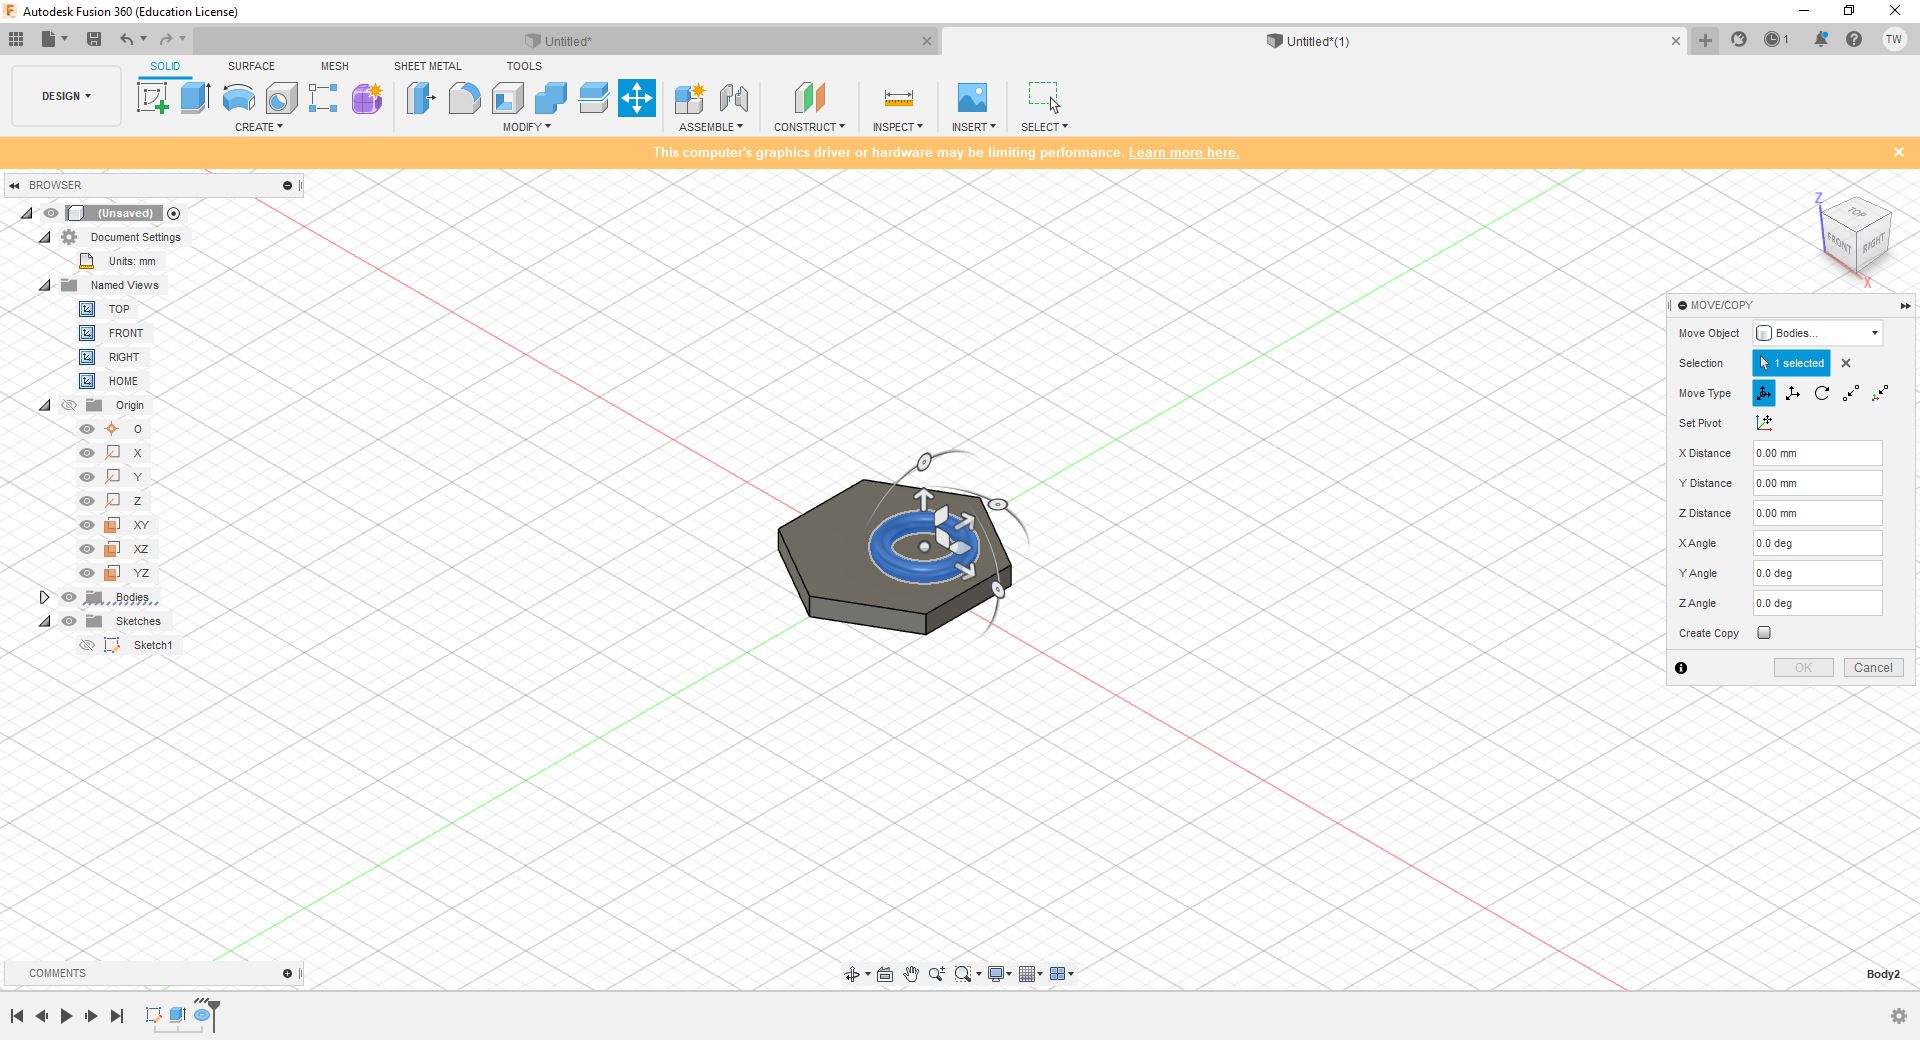 Autodesk Fusion 360 (Education License)
Untitled*
Untitled*(1)
1
TW
DESIGN
SOLID
SURFACE
MESH
SHEET METAL
TOOLS
CREATE
MODIFY
ASSEMBLE
CONSTRUCT
INSPECT
INSERT
SELECT
This computer's graphics driver or hardware may be limiting performance. Learn more here.
BROWSER
(Unsaved)
Document Settings
Units: mm
Named Views
TOP
FRONT
RIGHT
HOME
Origin
O
X
Y
Z
XY
XZ
YZ
Bodies
Sketches
Sketch1
Z
TOP
FRONT
RIGHT
X
MOVE/COPY
Move Object Bodies...
Selection 1 selected
Move Type
Set Pivot
X Distance 0.00 mm
Y Distance 0.00 mm
Z Distance 0.00 mm
X Angle 0.0 deg
Y Angle 0.0 deg
Z Angle 0.0 deg
Create Copy
OK Cancel
COMMENTS
Body2